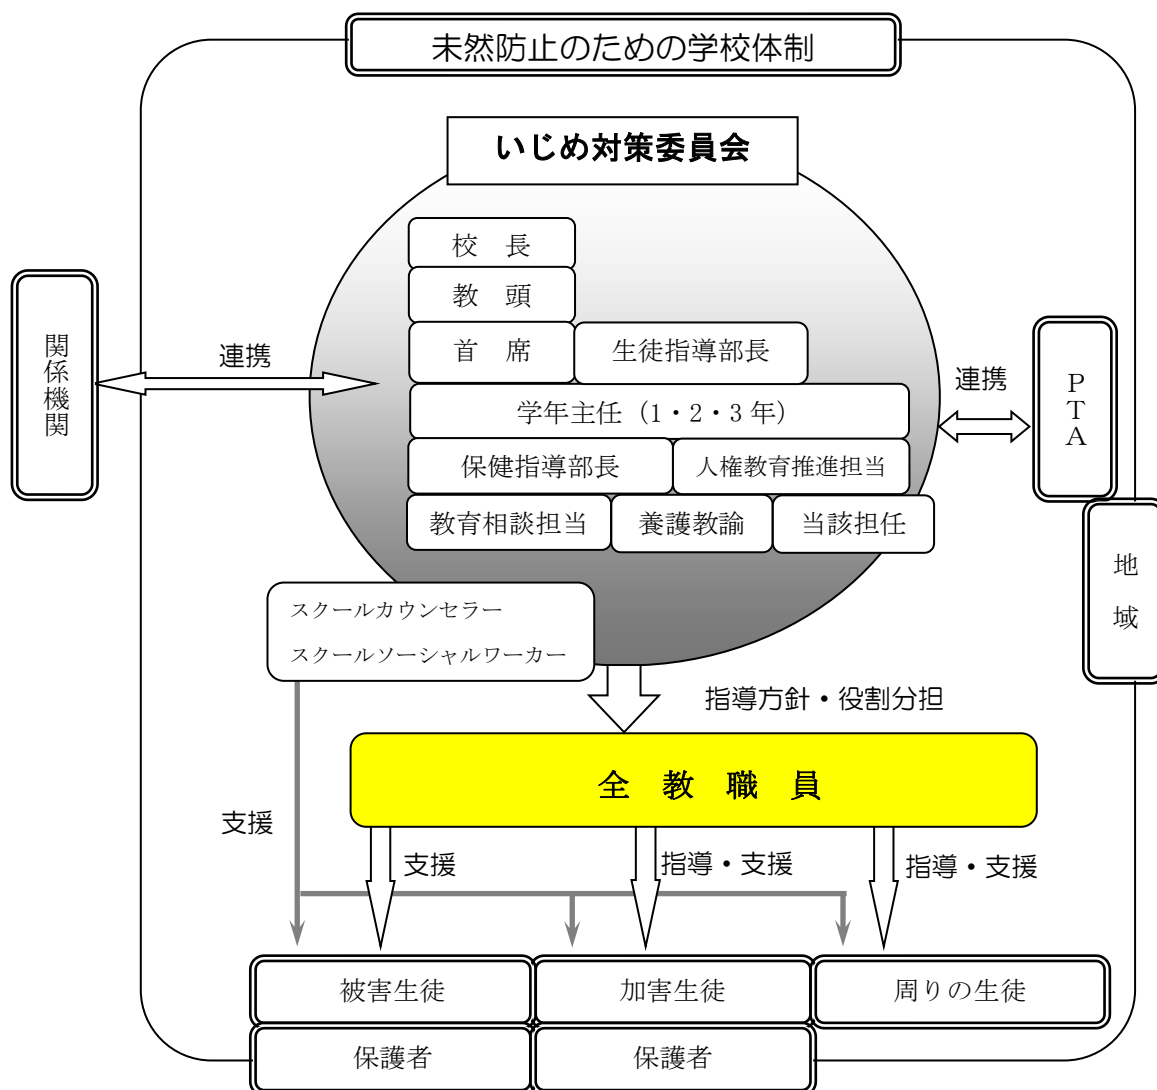 未然防止のための学校体制
いじめ対策委員会
校　長
教　頭
首　席
生徒指導部長
学年主任（1・2・3 年）
保健指導部長
人権教育推進担当
教育相談担当
養護教諭
当該担任
関係機関
連携
連携
PTA
地域
スクールカウンセラー
スクールソーシャルワーカー
指導方針・役割分担
全　教　職　員
支援
支援
指導・支援
指導・支援
被害生徒
加害生徒
周りの生徒
保護者
保護者